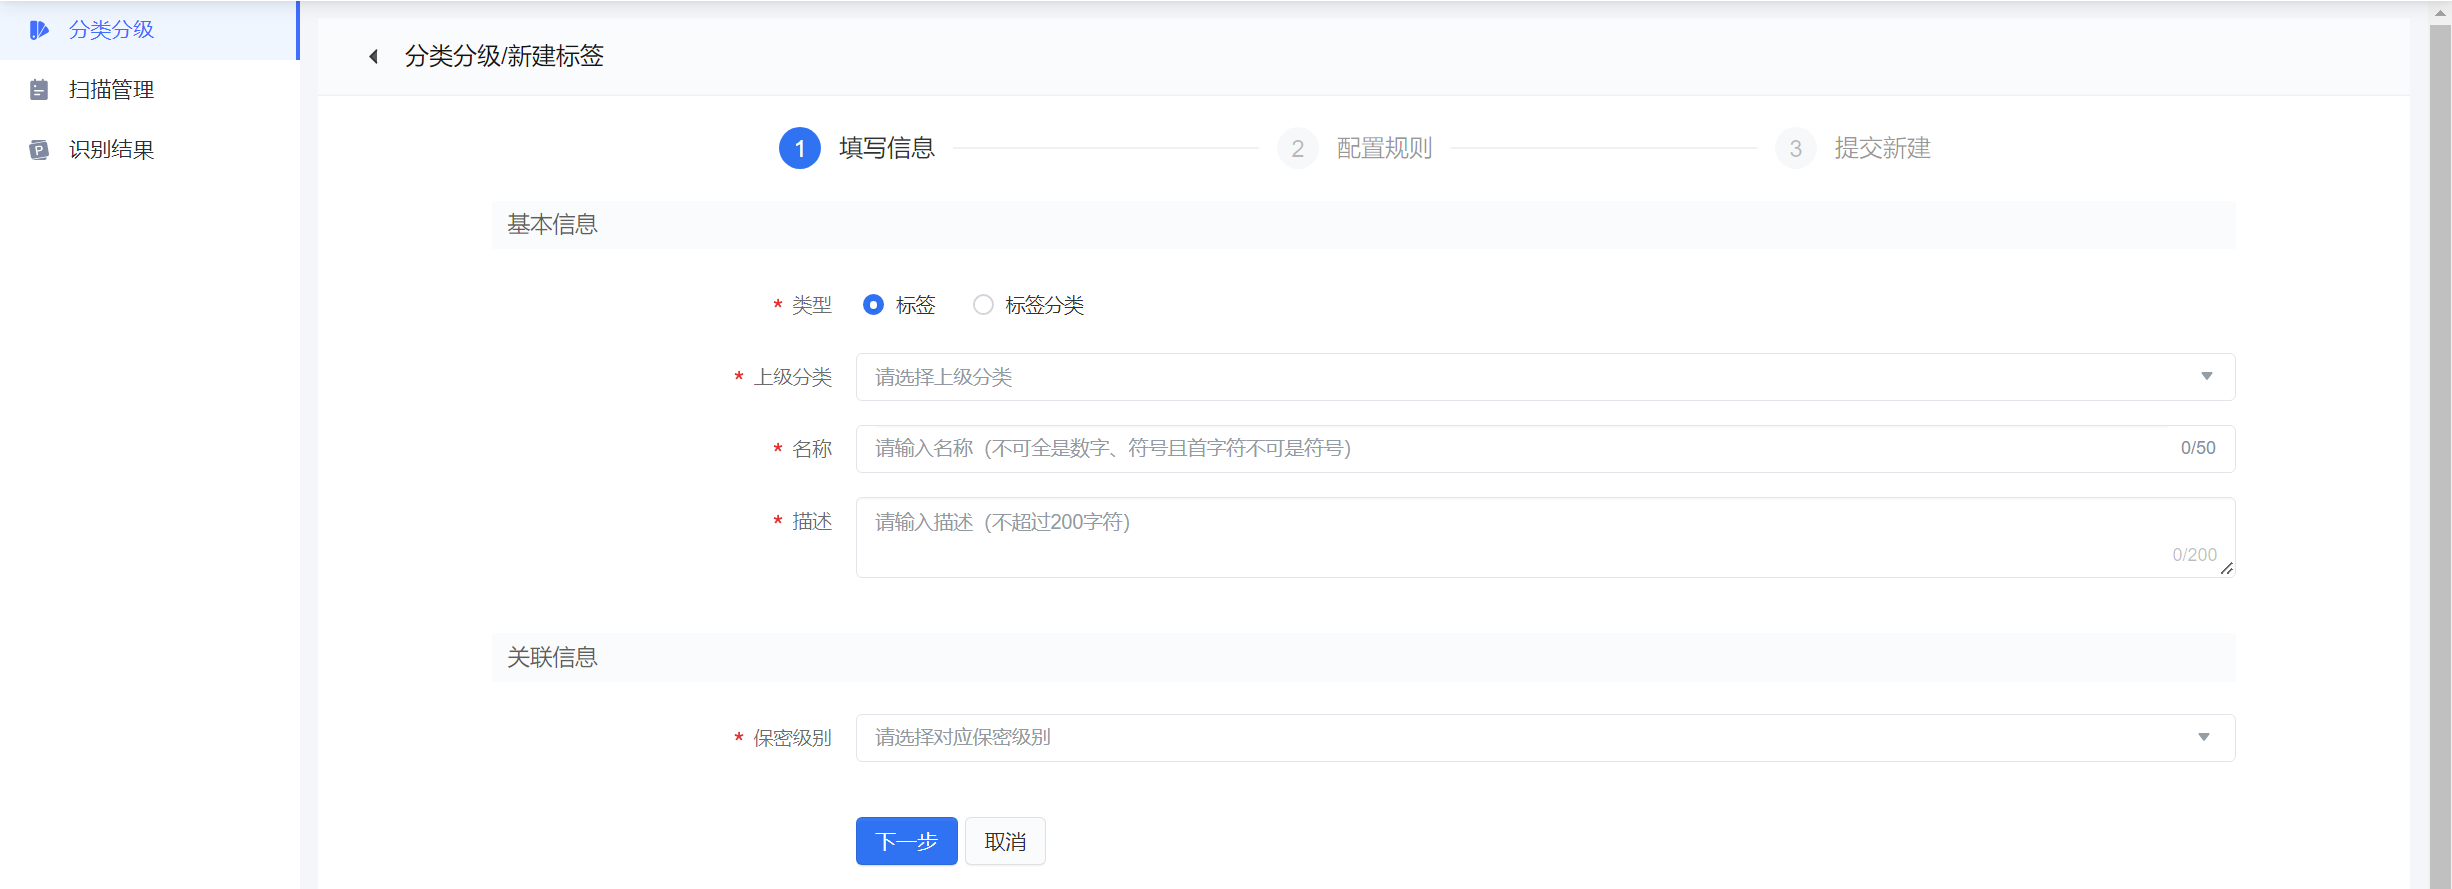 分类分级
扫描管理
识别结果
分类分级/新建标签
1 填写信息
2 配置规则
3 提交新建
基本信息
* 类型 标签 标签分类
* 上级分类 请选择上级分类
* 名称 请输入名称（不可全是数字、符号且首字符不可是符号） 0/50
* 描述 请输入描述（不超过200字符）
0/200
关联信息
* 保密级别 请选择对应保密级别
下一步 取消